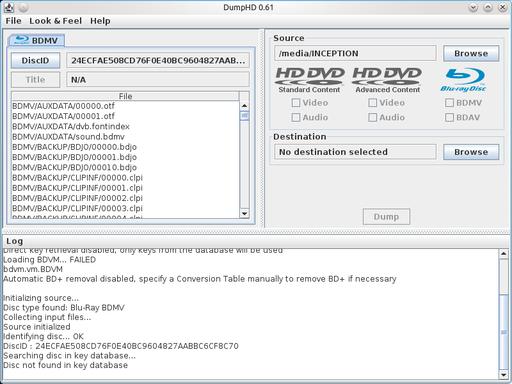 DumpHD 0.61
File Look & Feel Help
BDMV
DiscID 24ECFAE508CD76F0E40BC9604827AAB...
Title N/A
File
BDMV/AUXDATA/00000.otf
BDMV/AUXDATA/00001.otf
BDMV/AUXDATA/dvb.fontindex
BDMV/AUXDATA/sound.bdmv
BDMV/BACKUP/BDJO/00000.bdjo
BDMV/BACKUP/BDJO/00001.bdjo
BDMV/BACKUP/BDJO/00010.bdjo
BDMV/BACKUP/CLIPINF/00000.clpi
BDMV/BACKUP/CLIPINF/00001.clpi
BDMV/BACKUP/CLIPINF/00002.clpi
BDMV/BACKUP/CLIPINF/00003.clpi
BDMV/BACKUP/CLIPINF/00004.clpi
Source
/media/INCEPTION Browse
HD DVD HD DVD Blu-ray Disc
Standard Content Advanced Content
Video Video BDMV
Audio Audio BDAV
Destination
No destination selected Browse
Dump
Log
Direct key retrieval disabled, only keys from the database will be used
Loading BDVM... FAILED
bdvm.vm.BDVM
Automatic BD+ removal disabled, specify a Conversion Table manually to remove BD+ if necessary
Initializing source...
Disc type found: Blu-Ray BDMV
Collecting input files...
Source initialized
Identifying disc... OK
DiscID : 24ECFAE508CD76F0E40BC9604827AABBC6CF8C70
Searching disc in key database...
Disc not found in key database